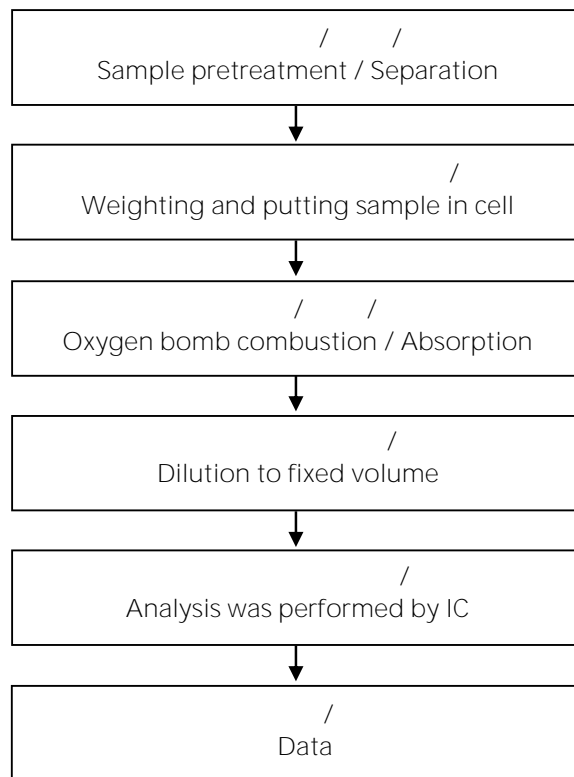 / /
Sample pretreatment / Separation
/
Weighting and putting sample in cell
/ /
Oxygen bomb combustion / Absorption
/
Dilution to fixed volume
/
Analysis was performed by IC
/
Data